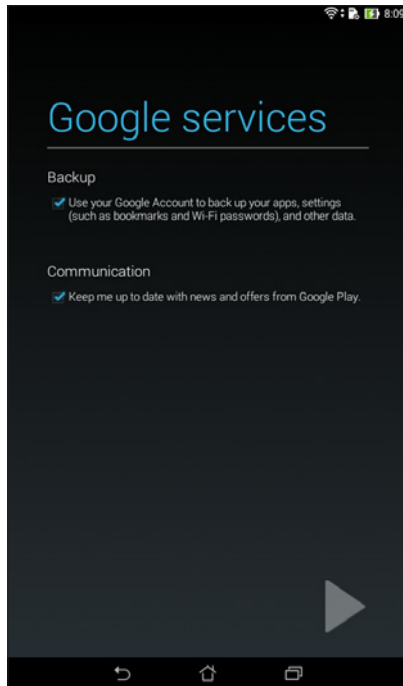 8:09
Google services
Backup
Use your Google Account to back up your apps, settings
(such as bookmarks and Wi-Fi passwords), and other data.
Communication
Keep me up to date with news and offers from Google Play.